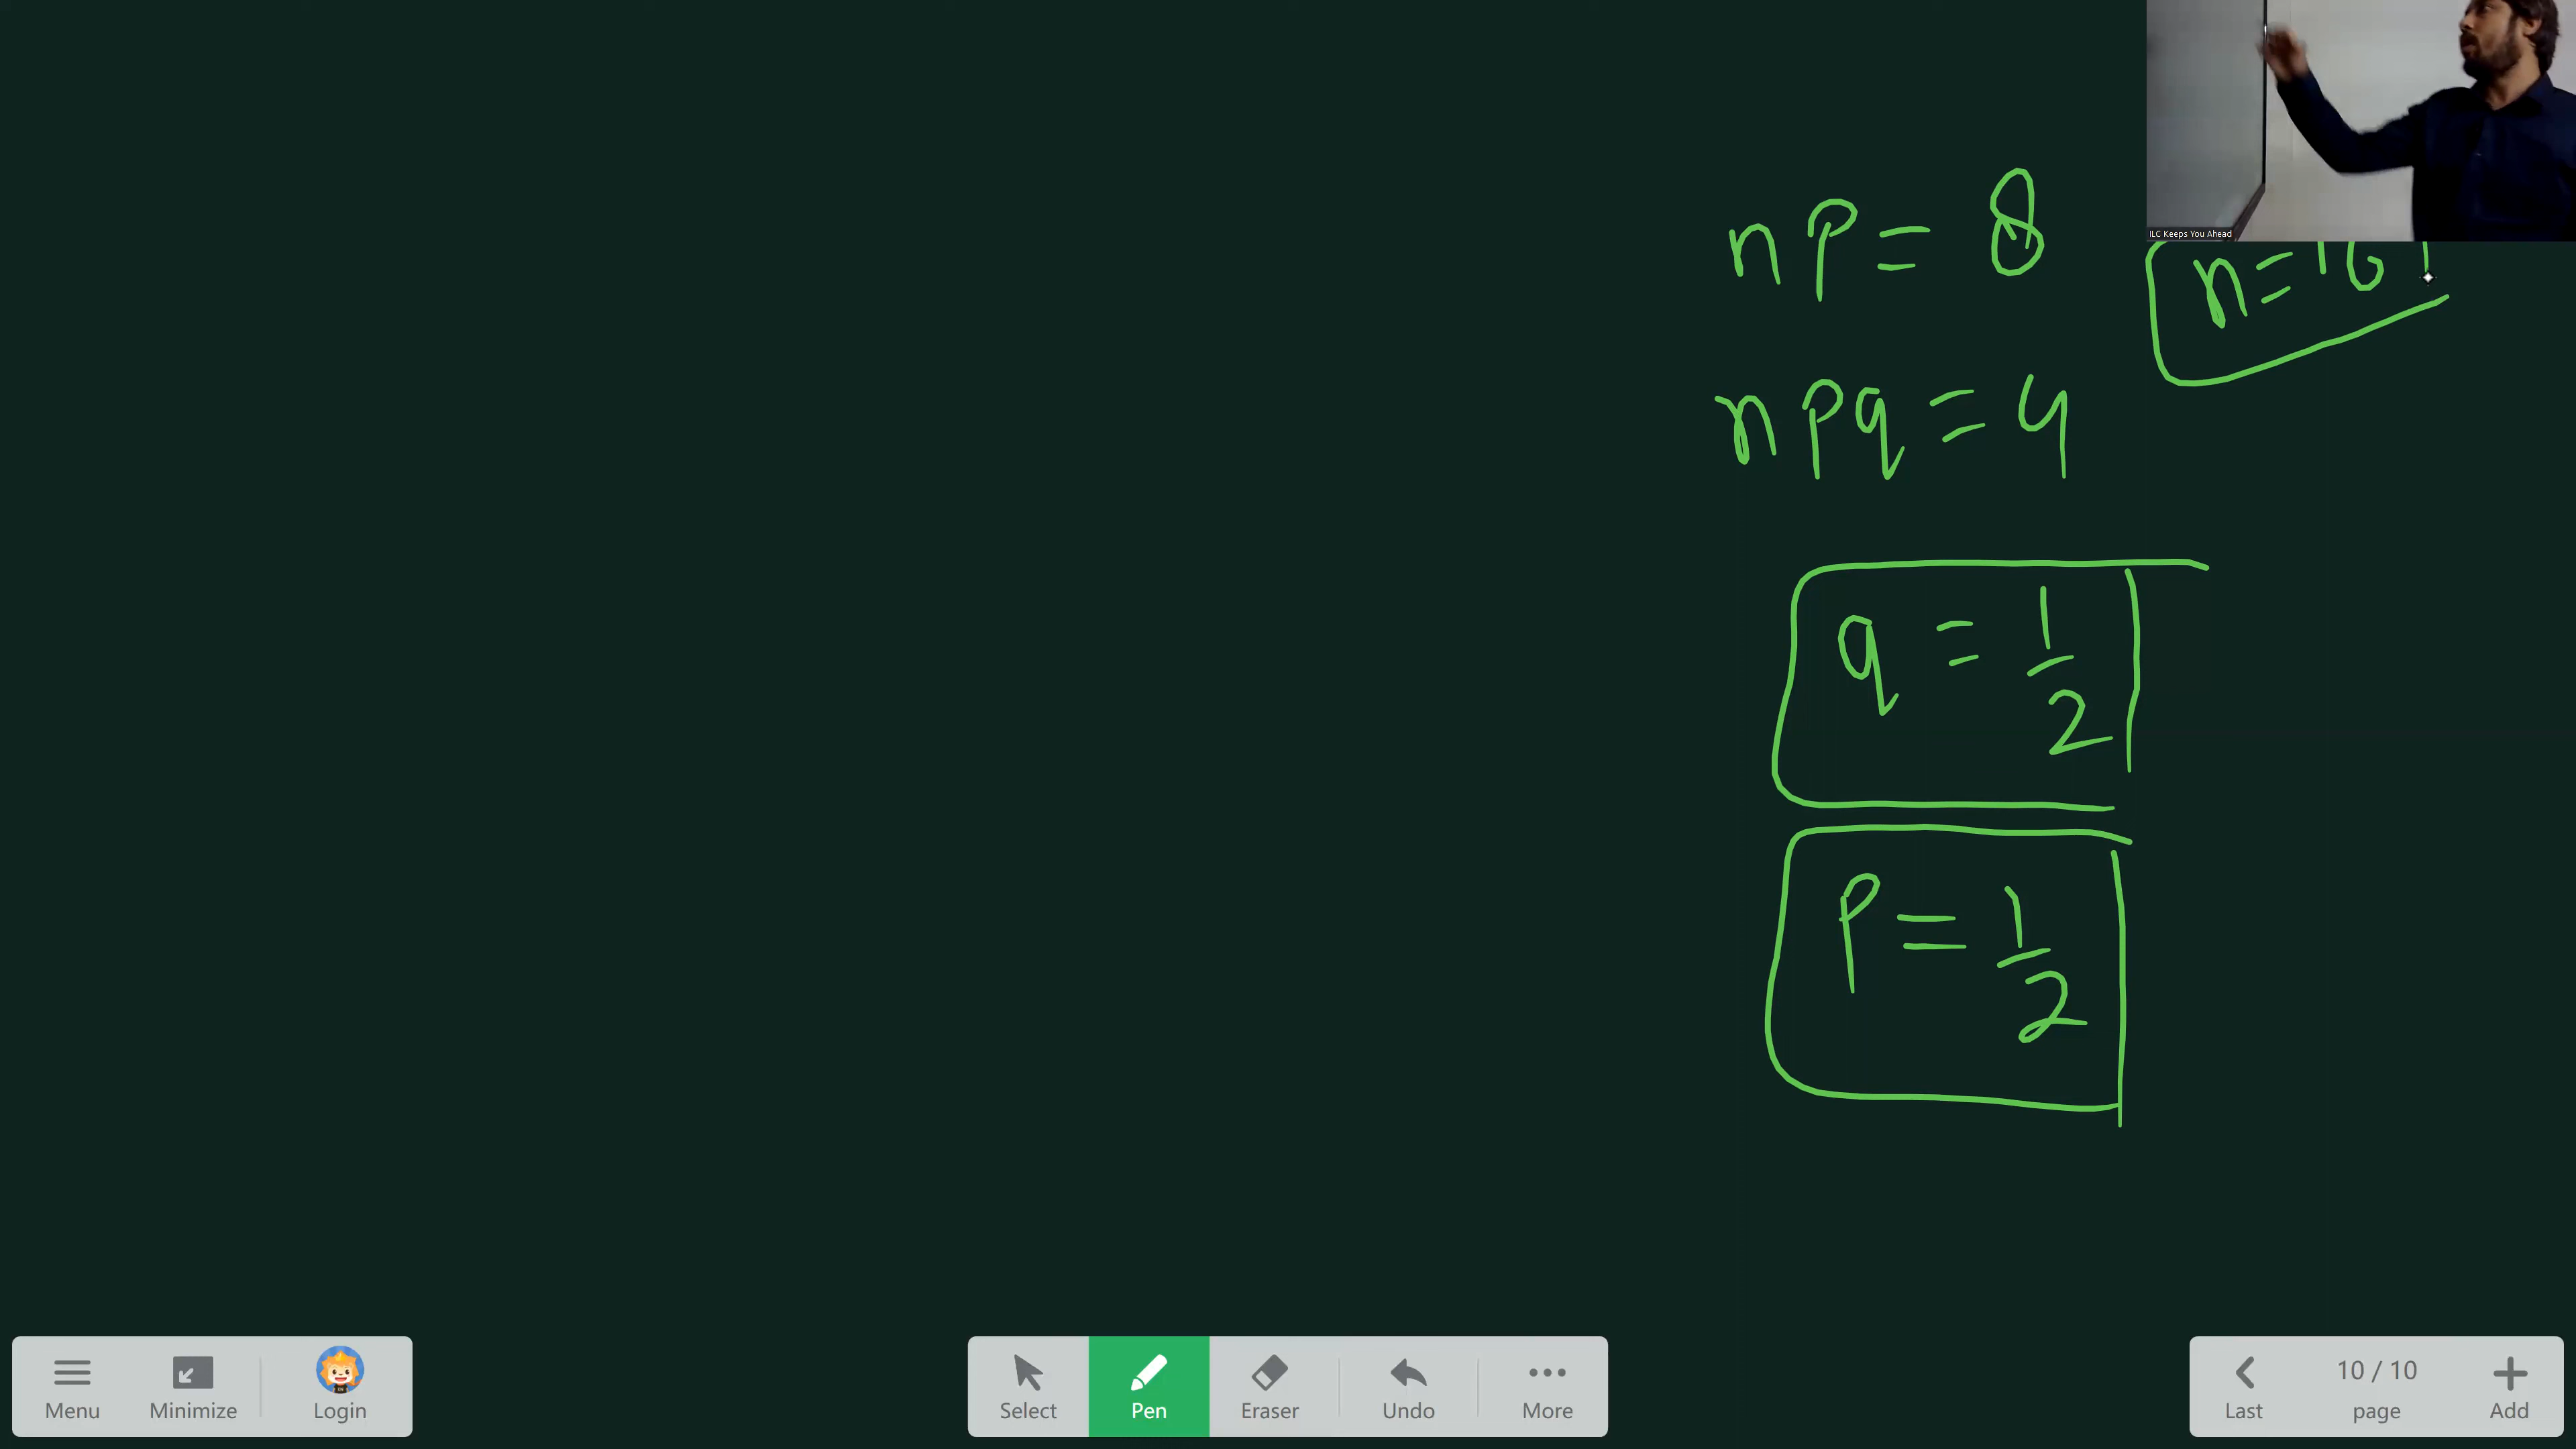 np = 8
ILC Keeps You Ahead
n = 16
npq = 4
q = 1/2
p = 1/2
Menu Minimize Login Select Pen Eraser Undo More Last 10 / 10 page Add